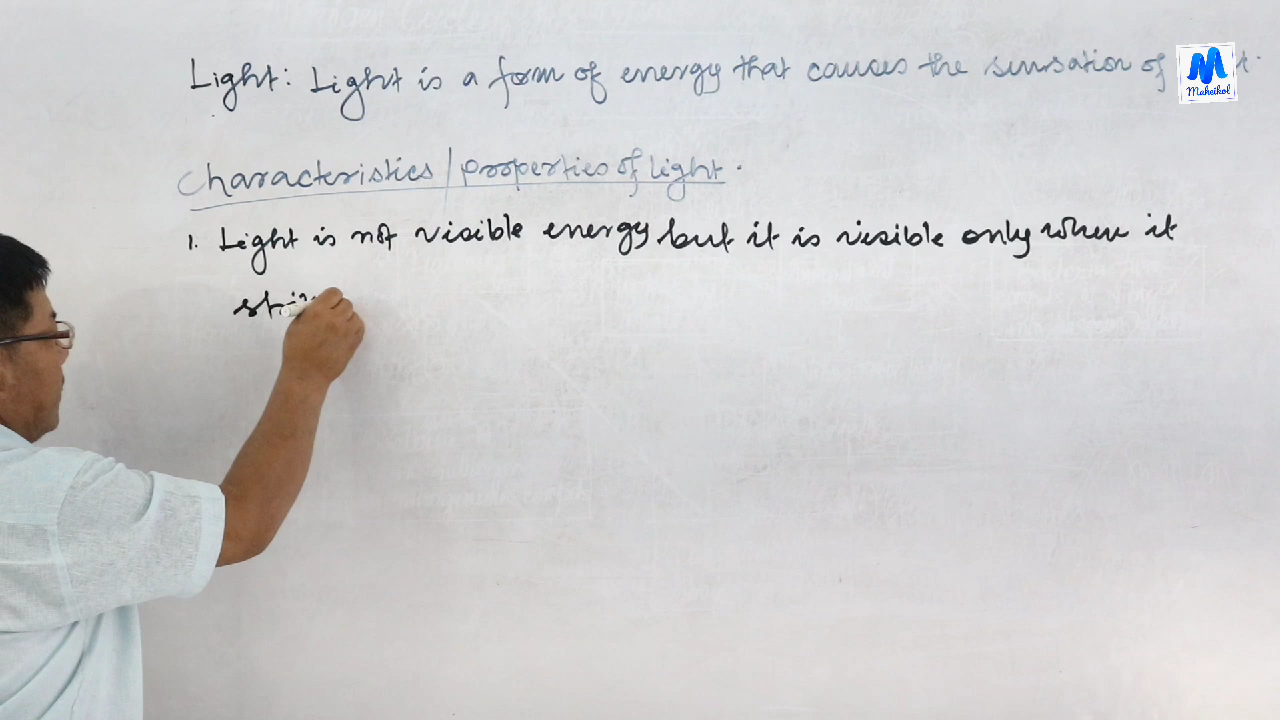 Light: Light is a form of energy that causes the sensation of
M
Maheikol
Characteristics/properties of light.
1. Light is not visible energy but it is visible only when it